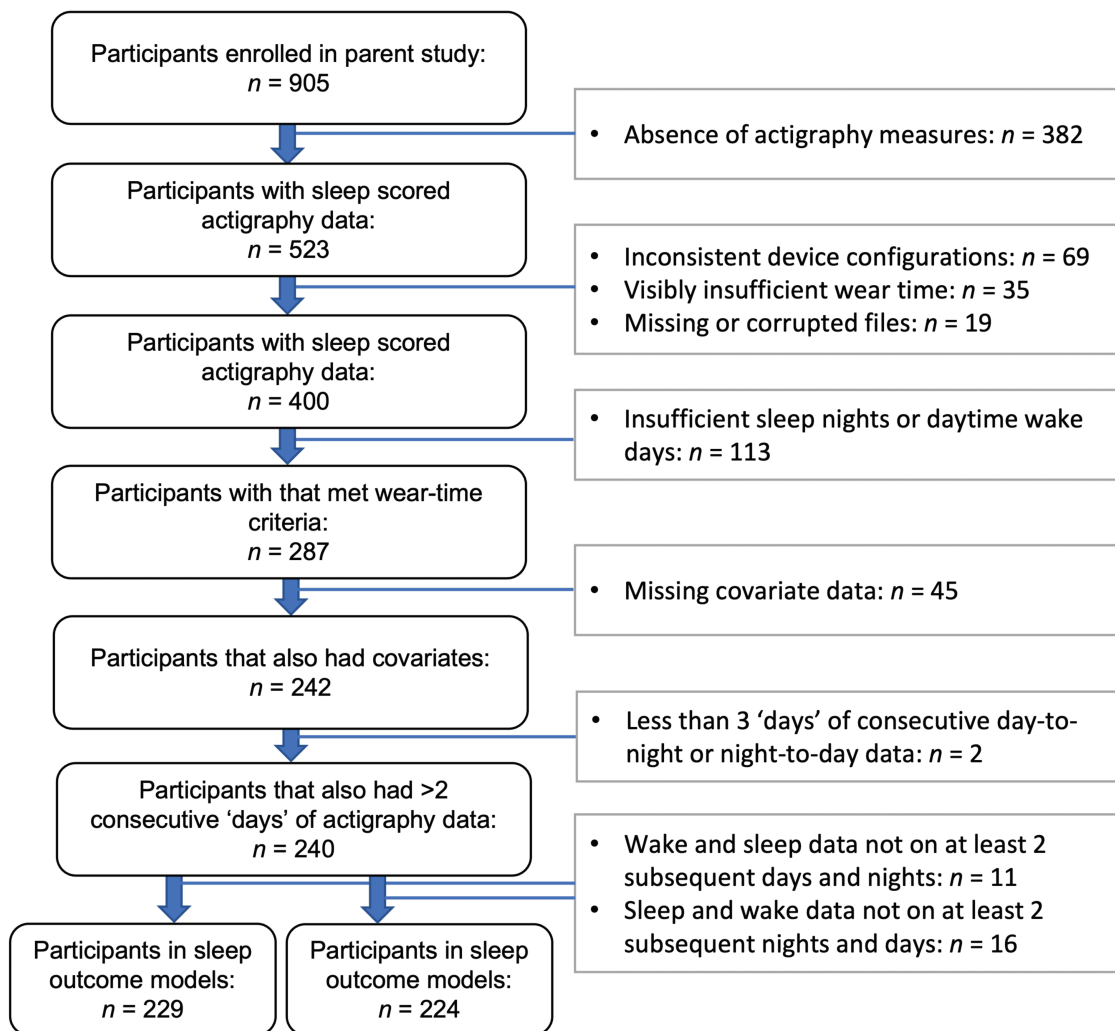 Participants enrolled in parent study:
n = 905
• Absence of actigraphy measures: n = 382
Participants with sleep scored
actigraphy data:
n = 523
• Inconsistent device configurations: n = 69
• Visibly insufficient wear time: n = 35
• Missing or corrupted files: n = 19
Participants with sleep scored
actigraphy data:
n = 400
• Insufficient sleep nights or daytime wake
days: n = 113
Participants with that met wear-time
criteria:
n = 287
• Missing covariate data: n = 45
Participants that also had covariates:
n = 242
• Less than 3 ‘days’ of consecutive day-to-
night or night-to-day data: n = 2
Participants that also had >2
consecutive ‘days’ of actigraphy data:
n = 240
• Wake and sleep data not on at least 2
subsequent days and nights: n = 11
• Sleep and wake data not on at least 2
subsequent nights and days: n = 16
Participants in sleep
outcome models:
n = 229
Participants in sleep
outcome models:
n = 224